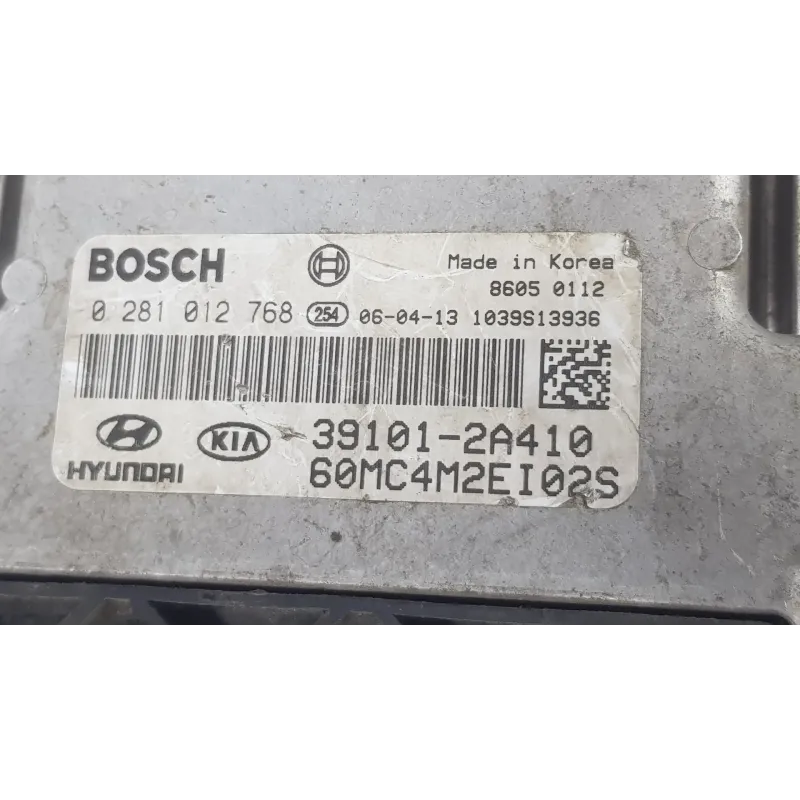 BOSCH
Made in Korea
8605 0112
0 281 012 768 254 06-04-13 1039S13936
HYUNDAI KIA 39101-2A410
60MC4M2EI02S